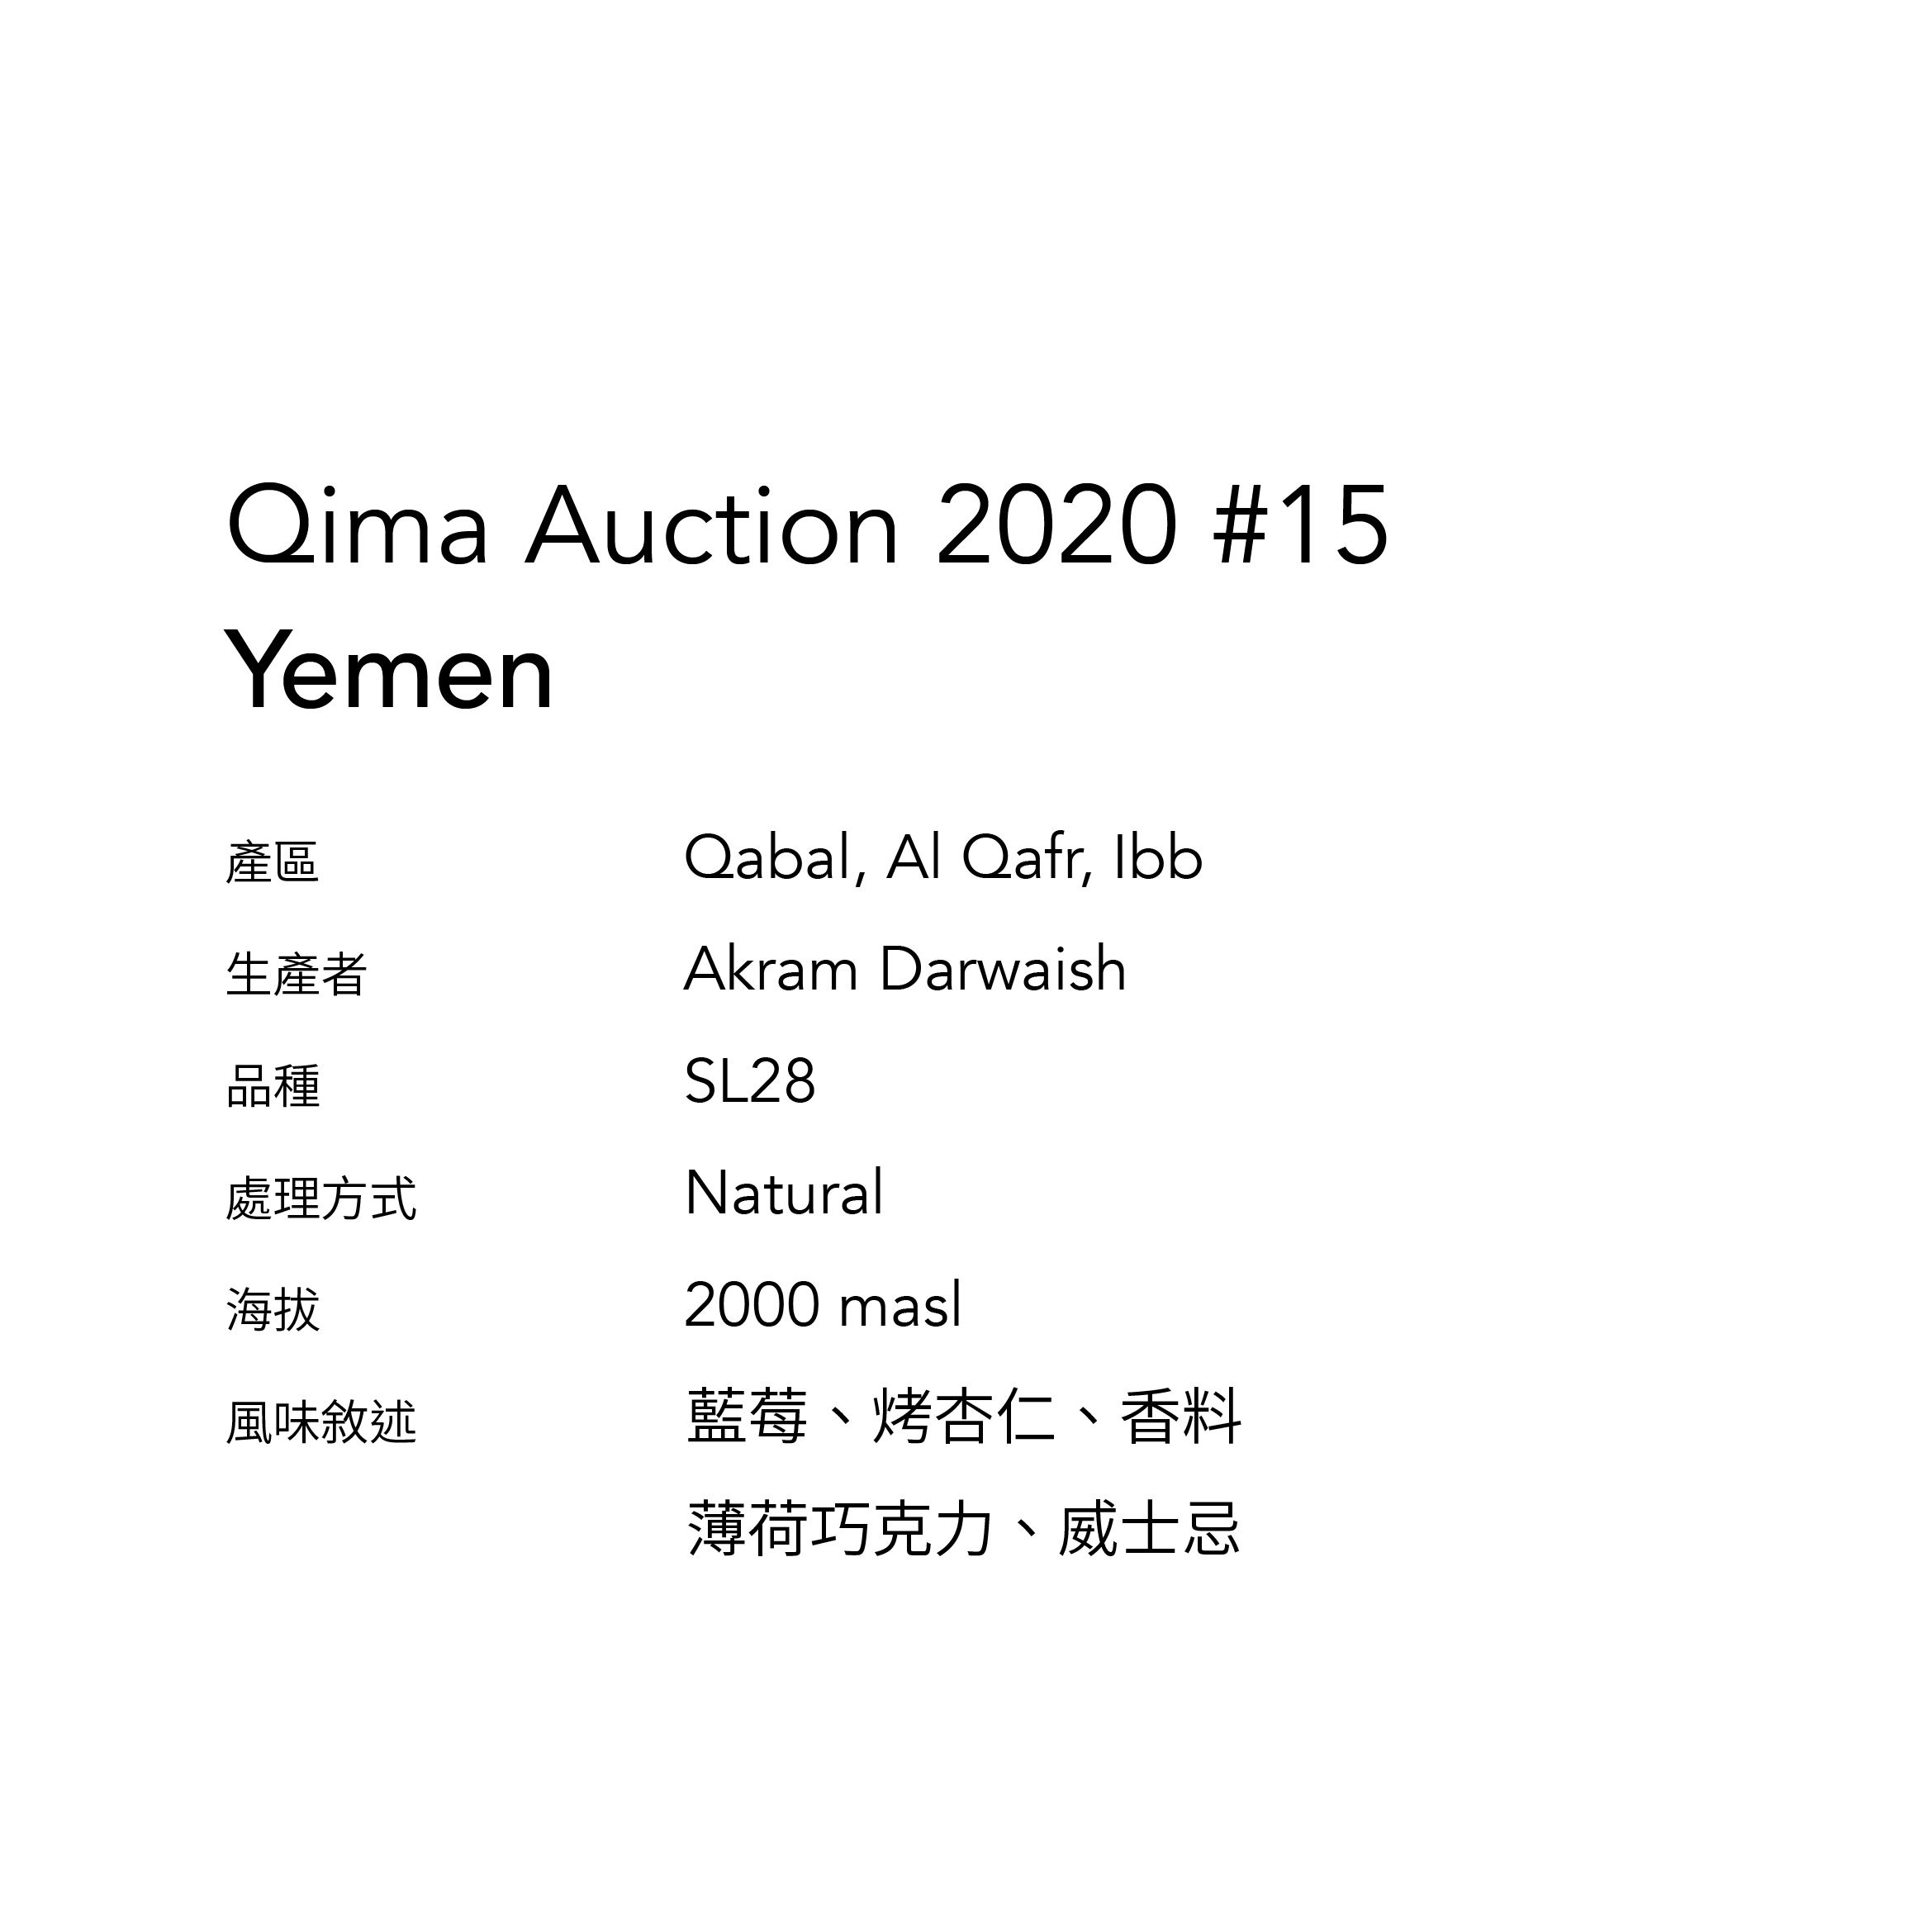 Qima Auction 2020 #15
Yemen
產區 Qabal, Al Qafr, Ibb
生產者 Akram Darwaish
品種 SL28
處理方式 Natural
海拔 2000 masl
風味敘述 藍莓、烤杏仁、香料
薄荷巧克力、威士忌